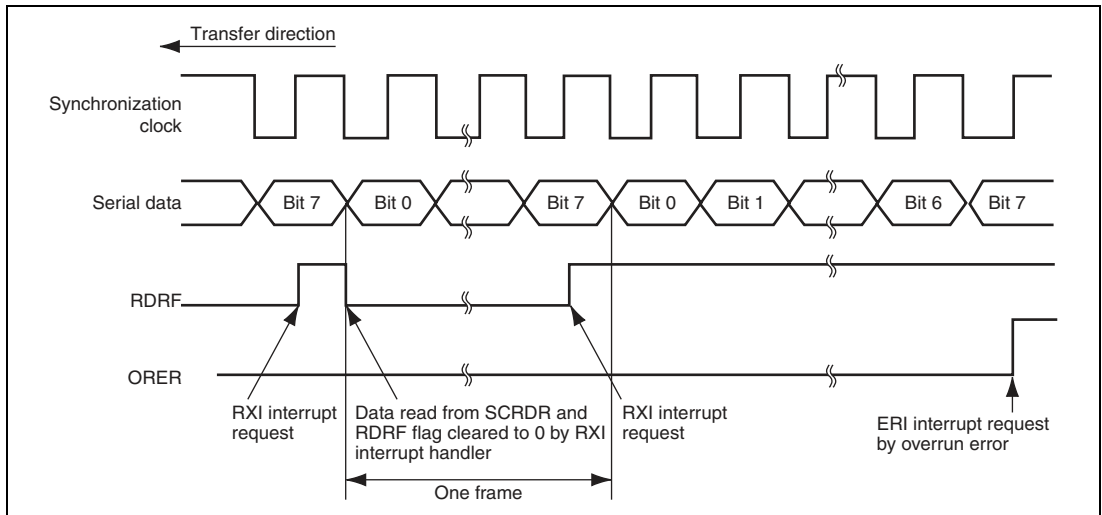 Transfer direction
Synchronization
clock
Serial data
Bit 7
Bit 0
Bit 7
Bit 0
Bit 1
Bit 6
Bit 7
RDRF
ORER
RXI interrupt
request
Data read from SCRDR and
RDRF flag cleared to 0 by RXI
interrupt handler
RXI interrupt
request
ERI interrupt request
by overrun error
One frame